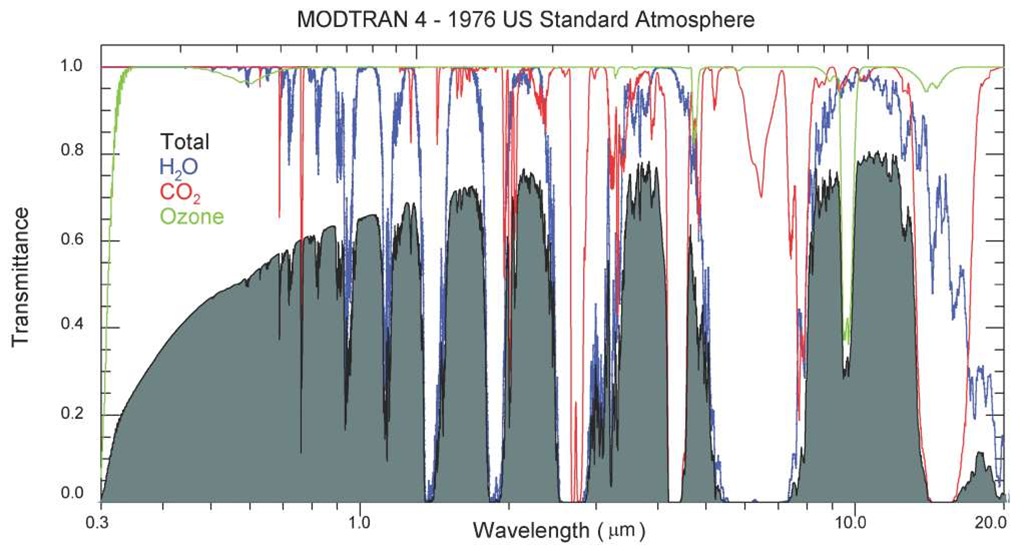 MODTRAN 4 - 1976 US Standard Atmosphere
1.0
0.8
0.6
0.4
0.2
0.0
Transmittance
Total
H₂O
CO₂
Ozone
0.3
1.0
10.0
20.0
Wavelength (μm)